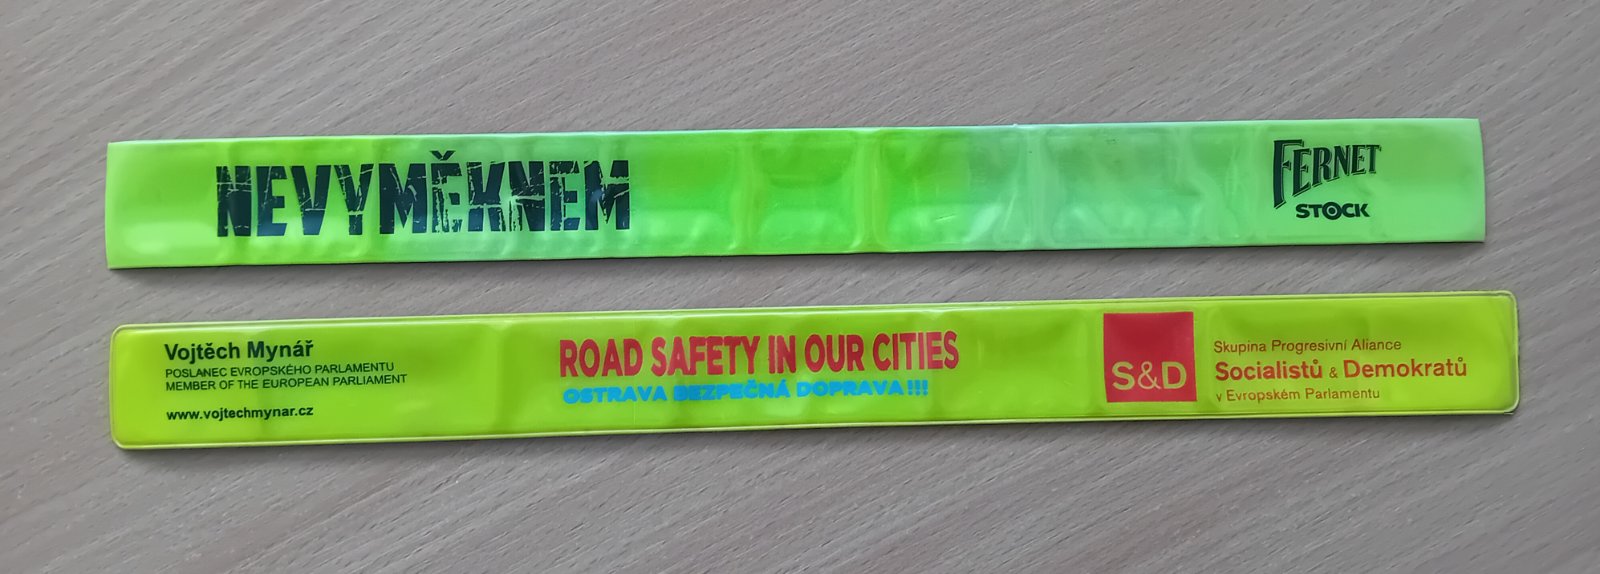 NEVYMĚKNEM
FERNET
STOCK
Vojtěch Mynář
POSLANEC EVROPSKÉHO PARLAMENTU
MEMBER OF THE EUROPEAN PARLIAMENT
www.vojtechmynar.cz
ROAD SAFETY IN OUR CITIES
OSTRAVA BEZPEČNÁ DOPRAVA!!!
S&D
Skupina Progresivní Aliance
Socialistů & Demokratů
v Evropském Parlamentu